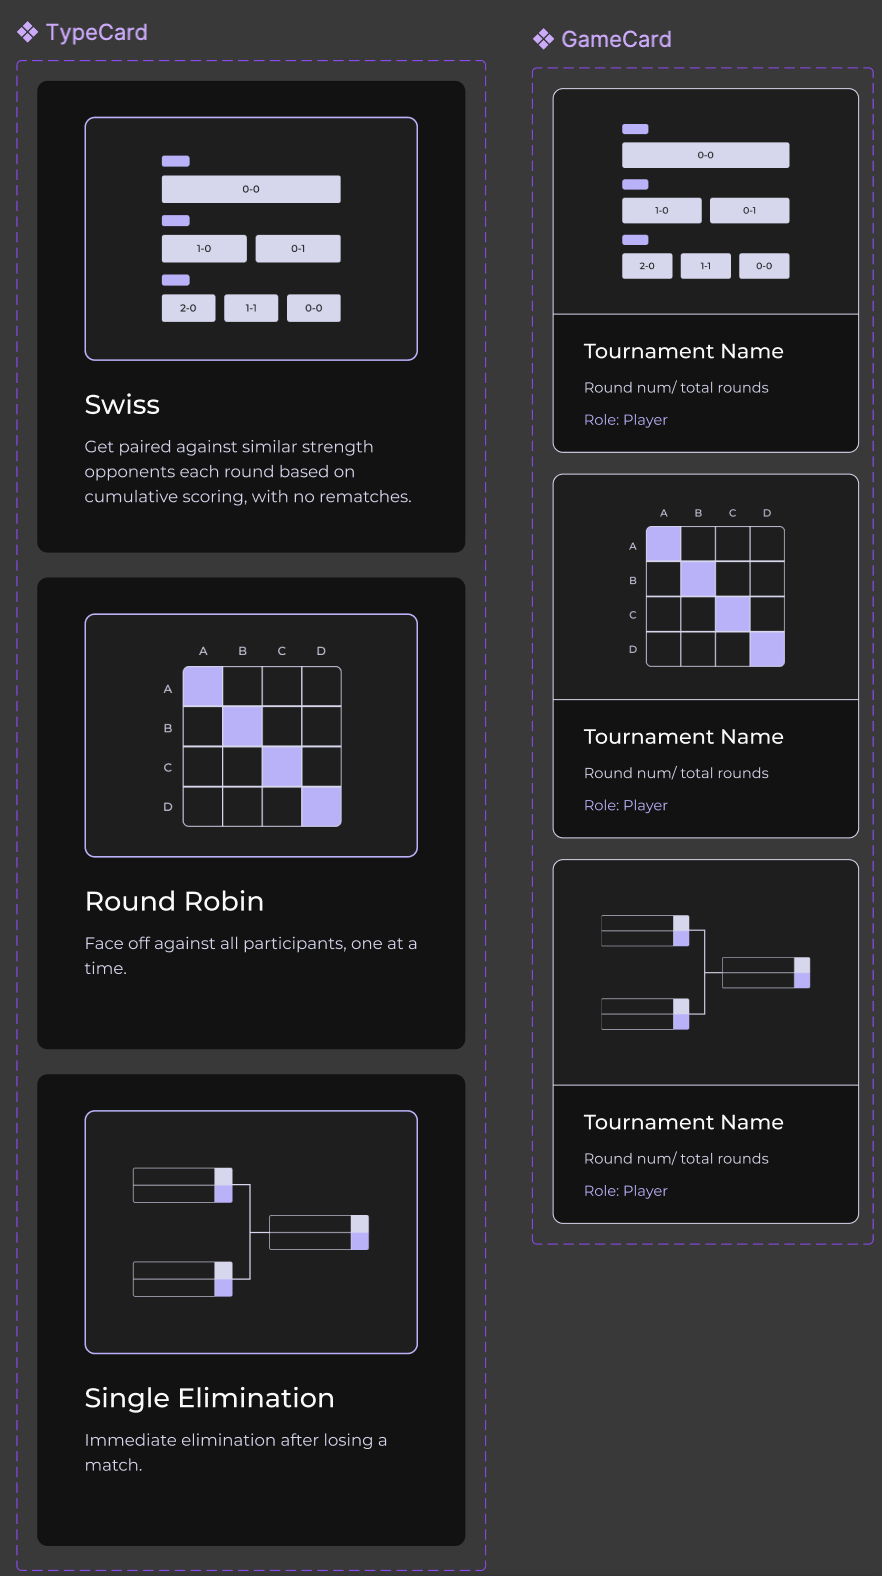 TypeCard
0-0
1-0 0-1
2-0 1-1 0-0
Swiss
Get paired against similar strength
opponents each round based on
cumulative scoring, with no rematches.
A B C D
A
B
C
D
Round Robin
Face off against all participants, one at a
time.
Single Elimination
Immediate elimination after losing a
match.
GameCard
0-0
1-0 0-1
2-0 1-1 0-0
Tournament Name
Round num/ total rounds
Role: Player
A B C D
A
B
C
D
Tournament Name
Round num/ total rounds
Role: Player
Tournament Name
Round num/ total rounds
Role: Player